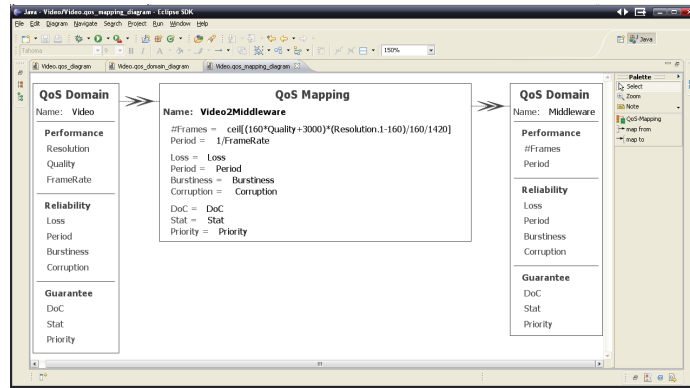 Java - Video/Video.qos_mapping_diagram - Eclipse SDK
File Edit Diagram Navigate Search Project Run Window Help
Java
Tahoma 9 B I A 150%
Video.qos_diagram Video.qos_domain_diagram Video.qos_mapping_diagram
QoS Domain
Name: Video
Performance
Resolution
Quality
FrameRate
Reliability
Loss
Period
Burstiness
Corruption
Guarantee
DoC
Stat
Priority
QoS Mapping
Name: Video2Middleware
#Frames = ceil[(160*Quality+3000)*(Resolution.1-160)/160/1420]
Period = 1/FrameRate
Loss = Loss
Period = Period
Burstiness = Burstiness
Corruption = Corruption
DoC = DoC
Stat = Stat
Priority = Priority
QoS Domain
Name: Middleware
Performance
#Frames
Period
Reliability
Loss
Period
Burstiness
Corruption
Guarantee
DoC
Stat
Priority
Palette
Select
Zoom
Note
QoS-Mapping
map from
map to